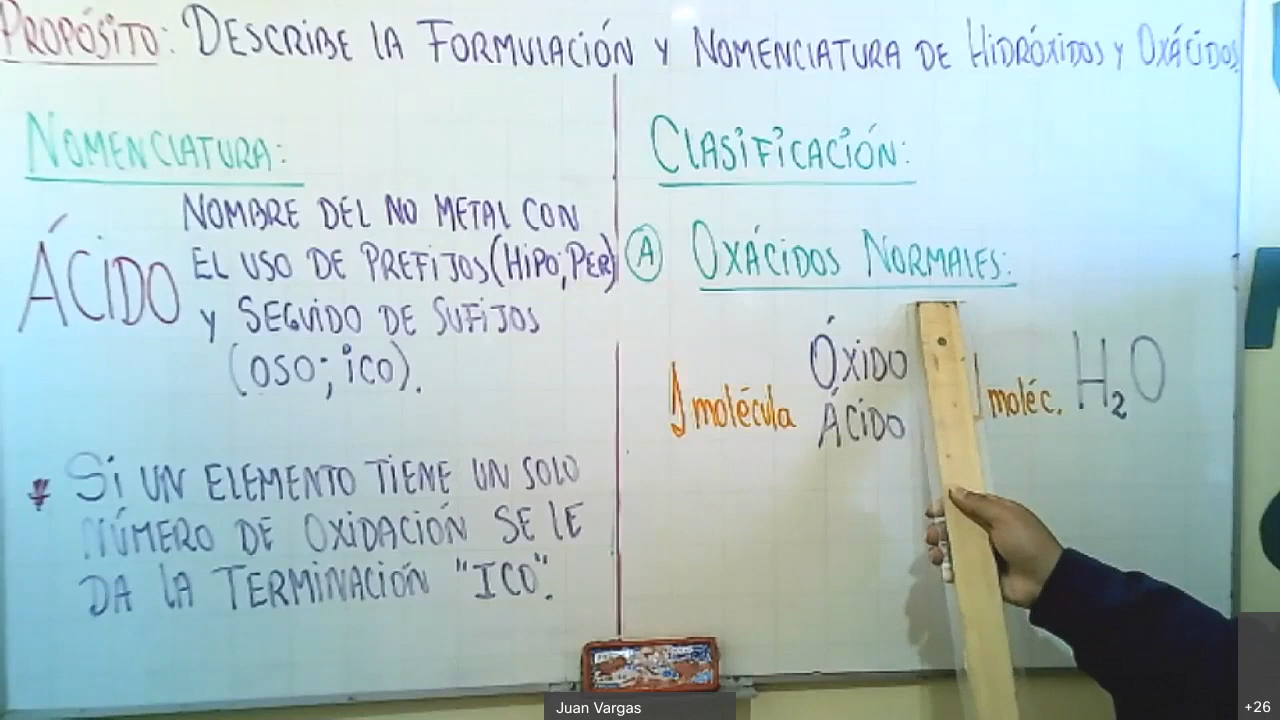 PROPÓSITO: DESCRIBE LA FORMULACIÓN Y NOMENCLATURA DE HIDRÓXIDOS Y OXÁCIDOS
NOMENCLATURA:
ÁCIDO
NOMBRE DEL NO METAL CON
EL USO DE PREFIJOS (HIPO; PER)
Y SEGUIDO DE SUFIJOS
(OSO; ICO).
* SI UN ELEMENTO TIENE UN SOLO
NÚMERO DE OXIDACIÓN SE LE
DA LA TERMINACIÓN "ICO".
CLASIFICACIÓN:
A OXÁCIDOS NORMALES:
1 molécula ÓXIDO ÁCIDO 1 moléc. H₂O
Juan Vargas
+26